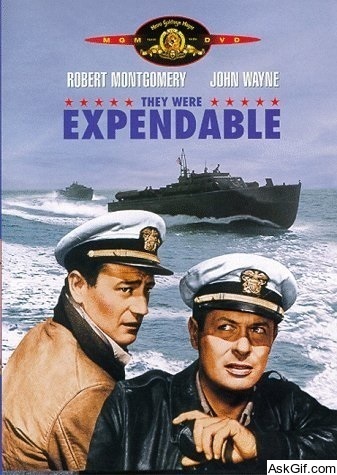 MGM DVD
ROBERT MONTGOMERY JOHN WAYNE
THEY WERE
EXPENDABLE
AskGif.com